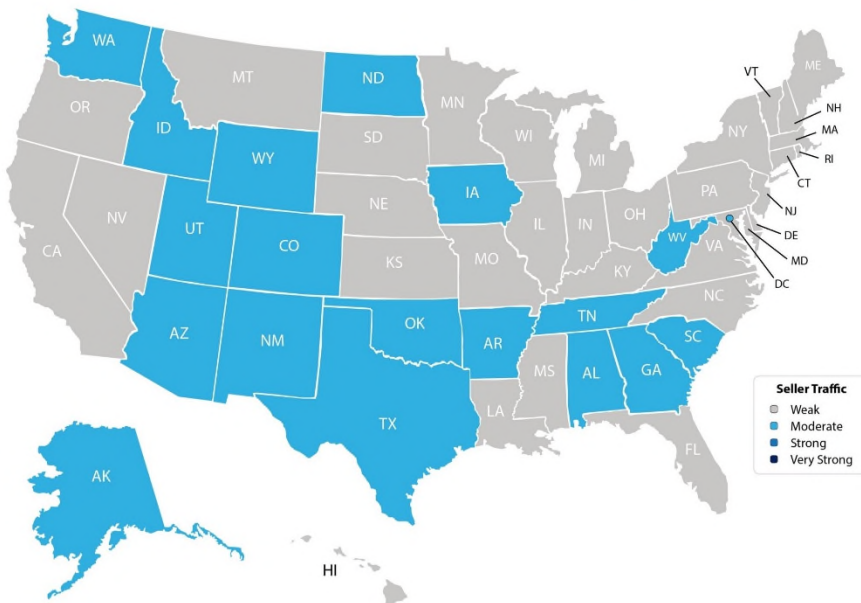 WA
MT
ND
MN
VT
ME
OR
ID
SD
WI
NY
NH
MA
WY
MI
RI
CT
IA
PA
NE
NJ
NV
IL
IN
OH
UT
CO
WV
DE
CA
VA
MD
KS
MO
KY
DC
NC
OK
TN
AZ
NM
AR
SC
MS
AL
GA
Seller Traffic
Weak
Moderate
Strong
Very Strong
LA
TX
FL
AK
HI